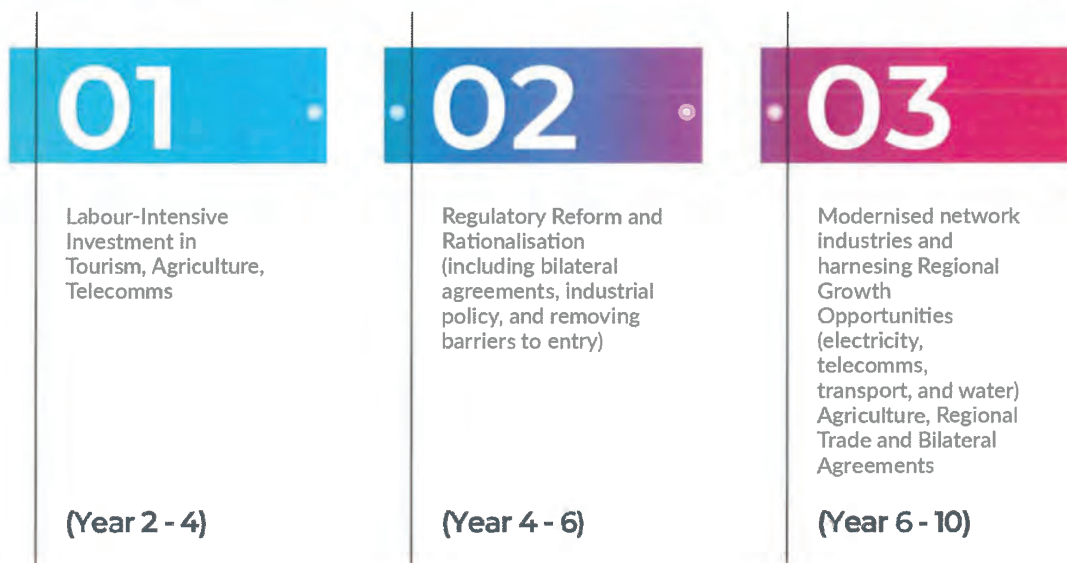 01
Labour-Intensive
Investment in
Tourism, Agriculture,
Telecomms
(Year 2 - 4)
02
Regulatory Reform and
Rationalisation
(including bilateral
agreements, industrial
policy, and removing
barriers to entry)
(Year 4 - 6)
03
Modernised network
industries and
harnesing Regional
Growth
Opportunities
(electricity,
telecomms,
transport, and water)
Agriculture, Regional
Trade and Bilateral
Agreements
(Year 6 - 10)